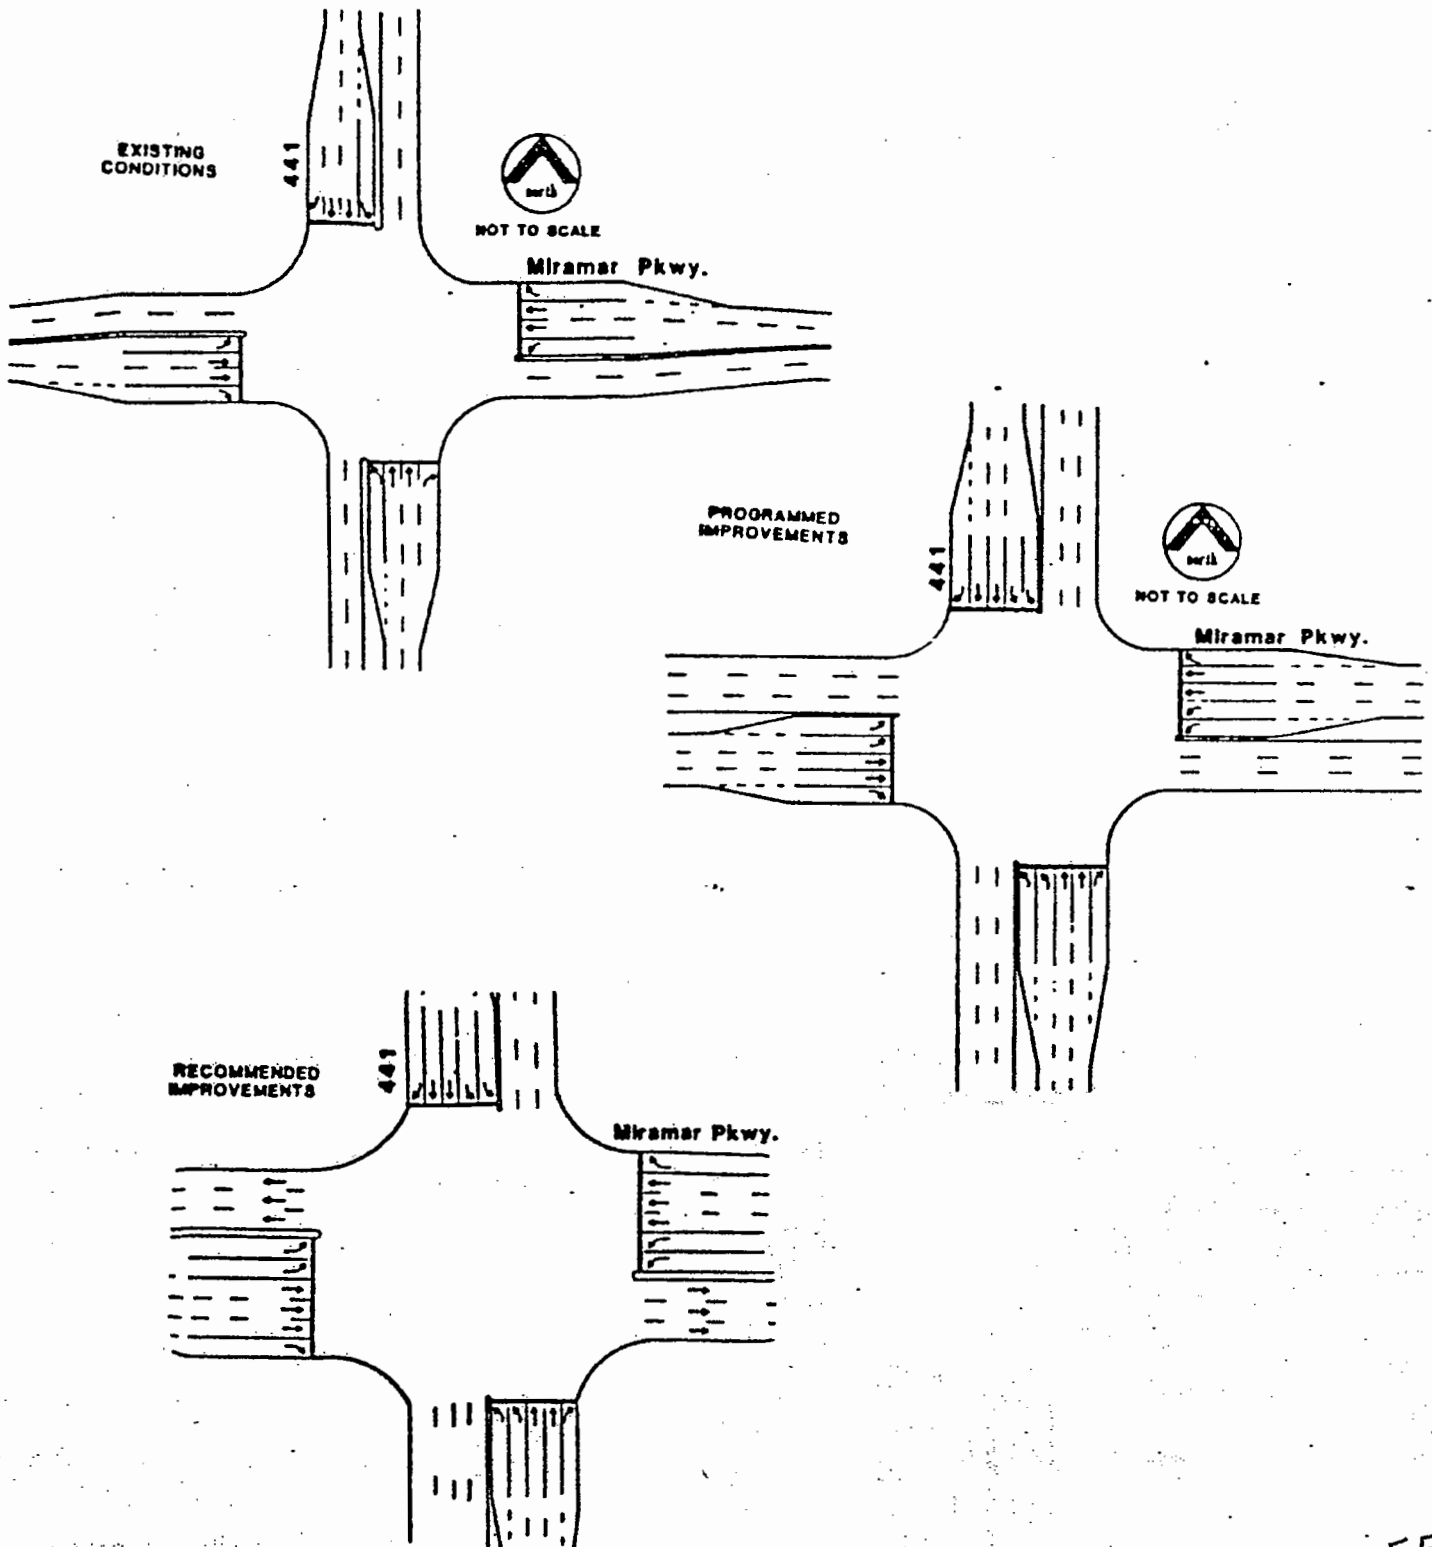 EXISTING
CONDITIONS
441
north
NOT TO SCALE
Miramar Pkwy.
PROGRAMMED
IMPROVEMENTS
441
north
NOT TO SCALE
Miramar Pkwy.
RECOMMENDED
IMPROVEMENTS
441
Miramar Pkwy.